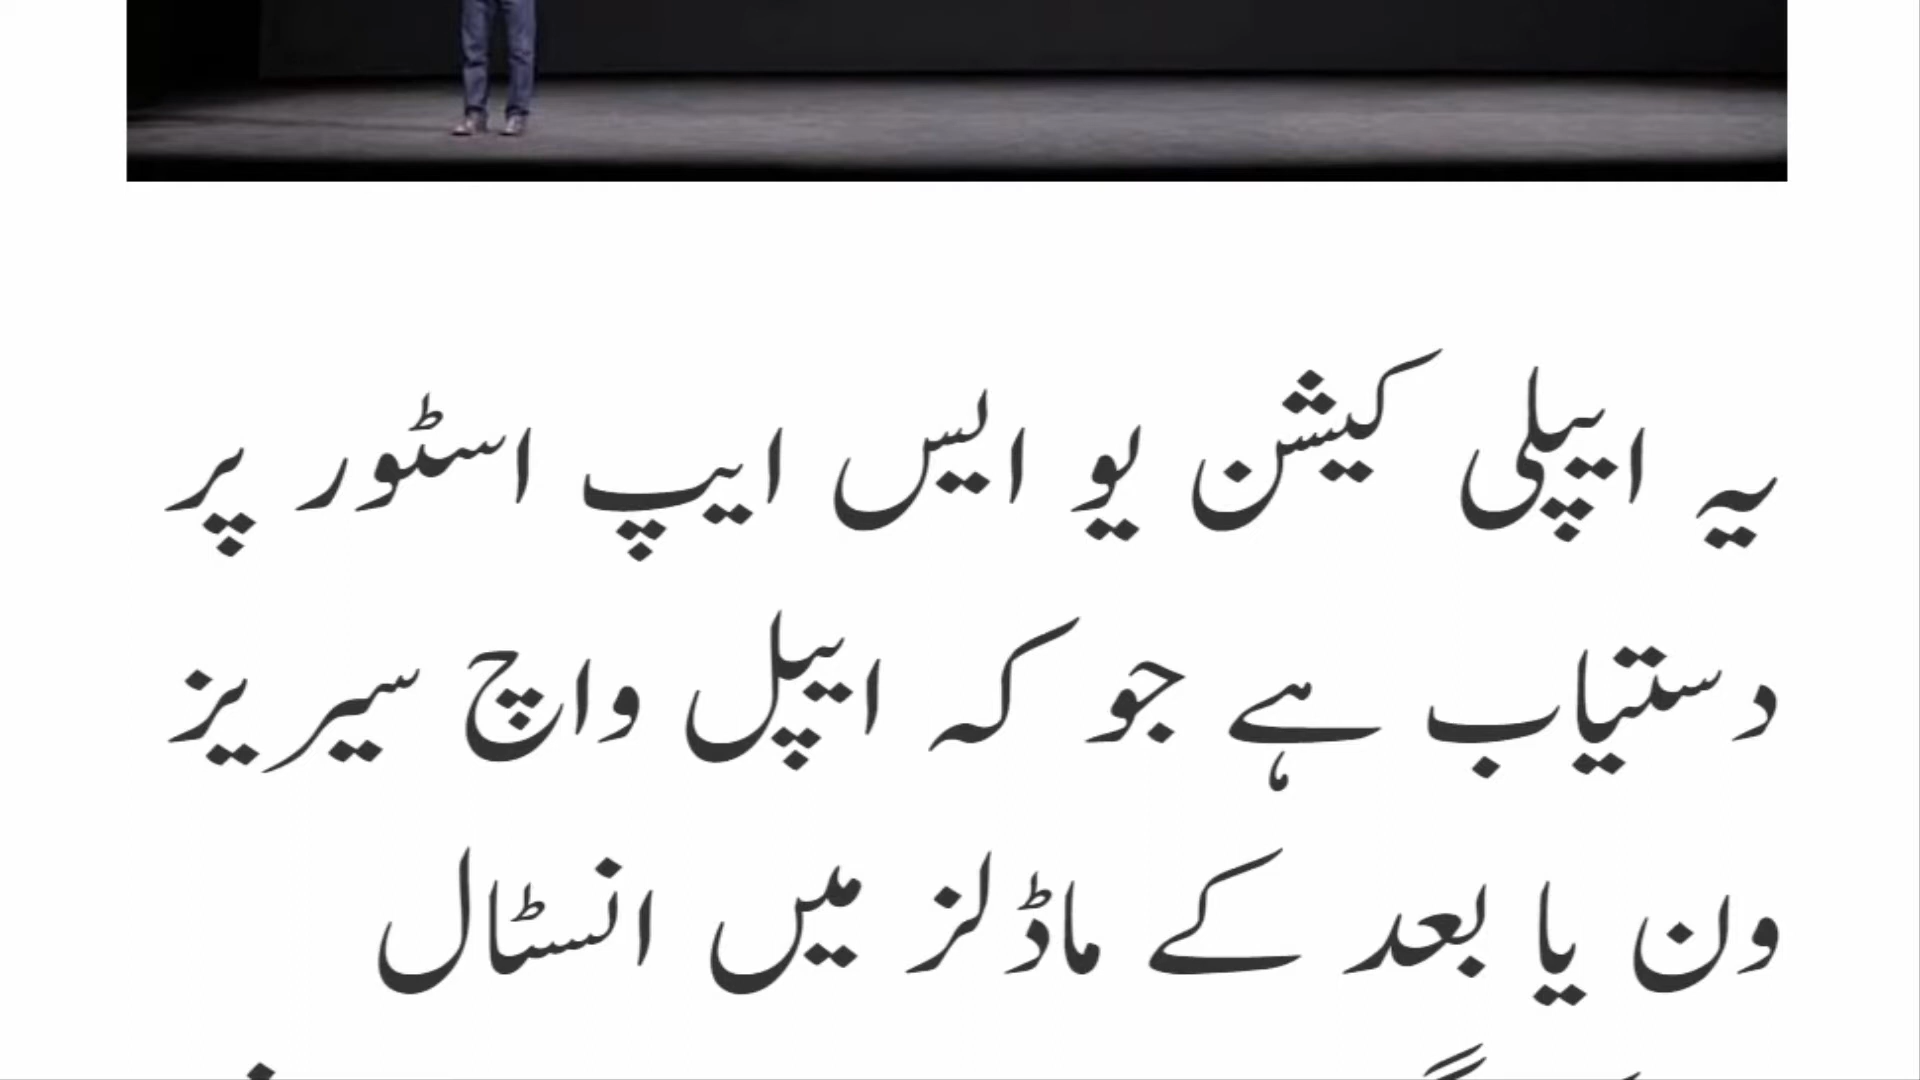 یہ ایپلی کیشن یو ایس ایپ اسٹور پر
دستیاب ہے جو کہ ایپل واچ سیریز
ون یا بعد کے ماڈلز میں انسٹال